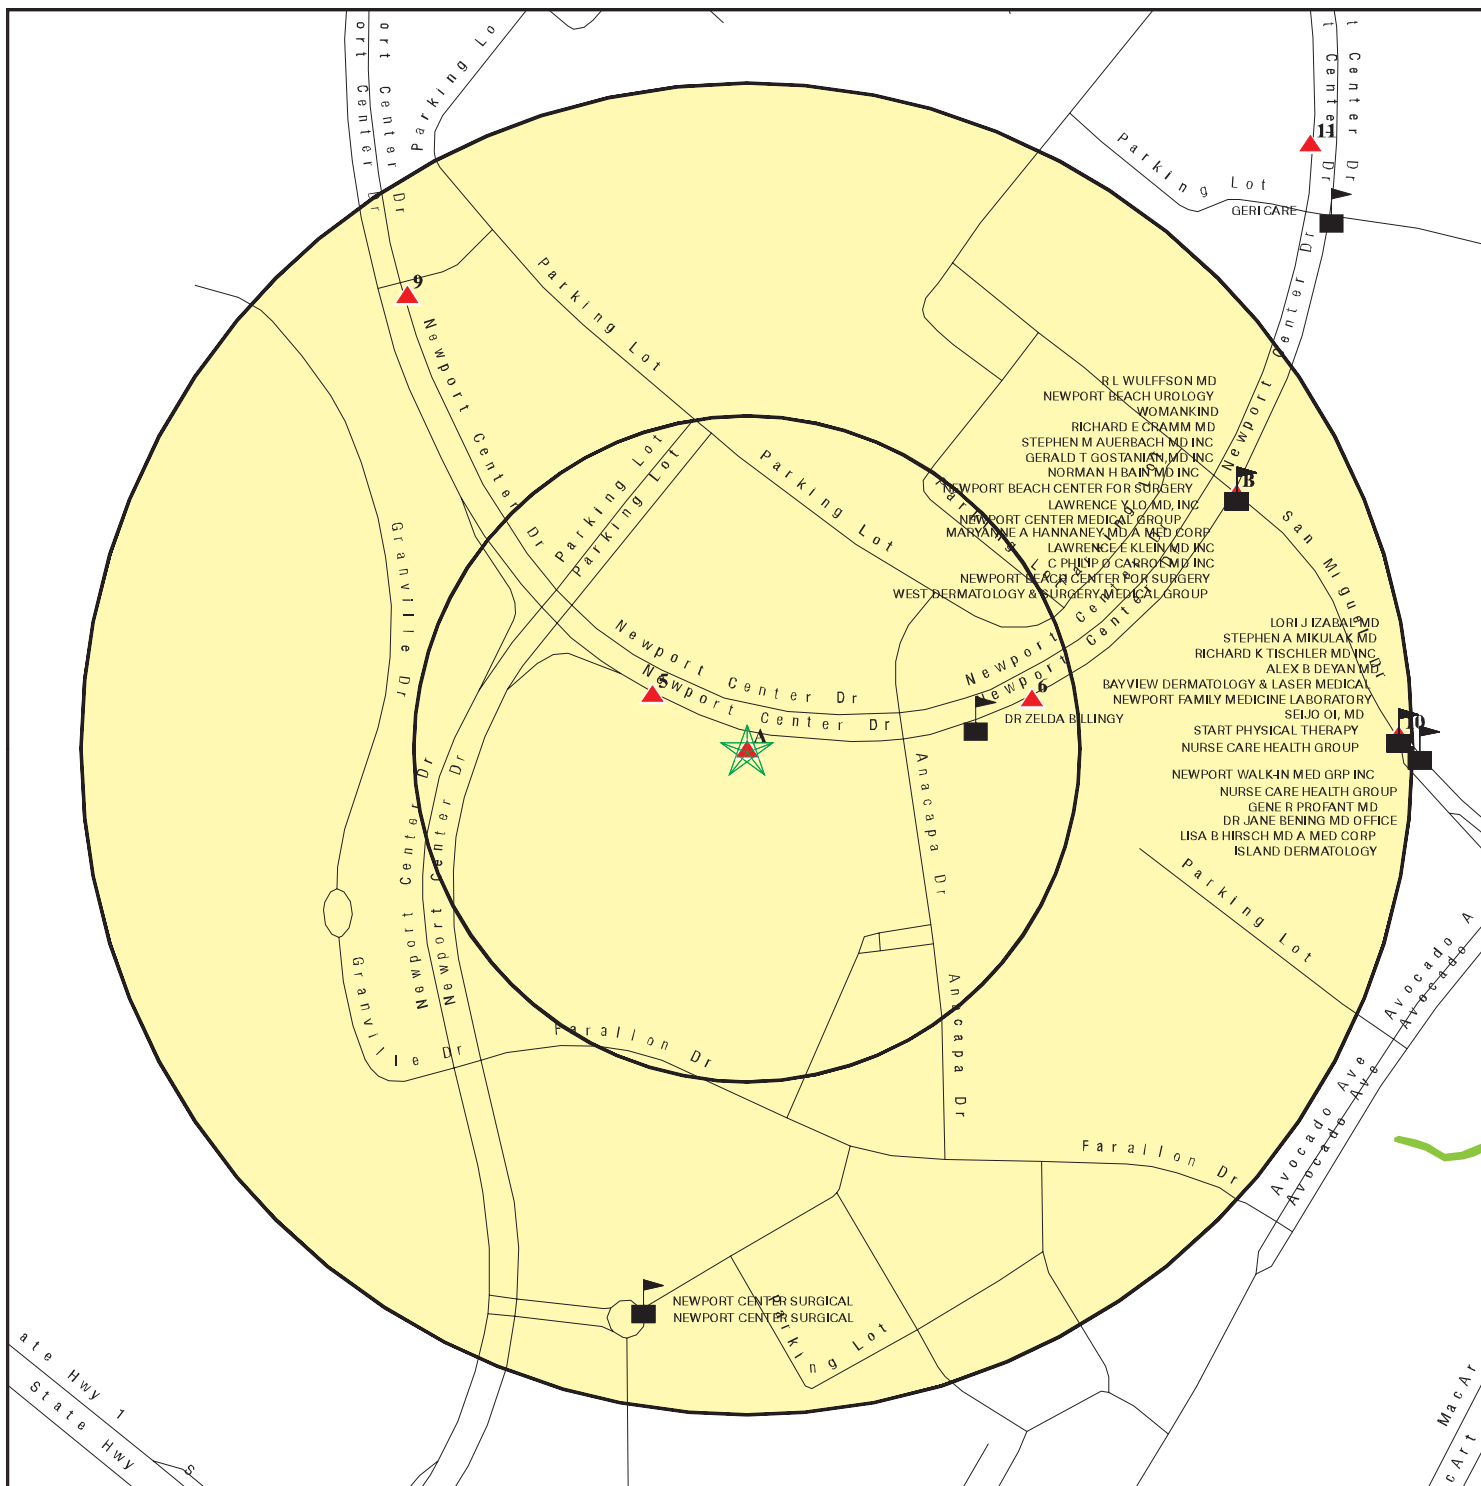 ort Center Dr
ort Center Dr
Parking Lo
t Center Dr
t Center Dr
11
Parking Lot
GERI CARE
9
Parking Lot
Newport Center Dr
Newport Center Dr
R L WULFFSON MD
NEWPORT BEACH UROLOGY
WOMANKIND
RICHARD E CRAMM MD
STEPHEN M AUERBACH MD INC
GERALD T GOSTANIAN, MD INC
NORMAN H BAIN MD INC
NEWPORT BEACH CENTER FOR SURGERY
LAWRENCE Y LO MD, INC
NEWPORT CENTER MEDICAL GROUP
MARYANNE A HANNANEY, MD A MED CORP
LAWRENCE E KLEIN MD INC
C PHILIP O CARROL MD INC
NEWPORT BEACH CENTER FOR SURGERY
WEST DERMATOLOGY & SURGERY MEDICAL GROUP
B
Parking Lot
Parking Lot
Parking Lot
Parking Lot
Parking Lot
San Miguel Dr
Granville Dr
LORI J IZABAL MD
STEPHEN A MIKULAK MD
RICHARD K TISCHLER MD INC
ALEX B DEYAN MD
BAYVIEW DERMATOLOGY & LASER MEDICAL
NEWPORT FAMILY MEDICINE LABORATORY
SEIJO OI, MD
START PHYSICAL THERAPY
NURSE CARE HEALTH GROUP
10
NEWPORT WALK-IN MED GRP INC
NURSE CARE HEALTH GROUP
GENE R PROFANT MD
DR JANE BENING MD OFFICE
LISA B HIRSCH MD A MED CORP
ISLAND DERMATOLOGY
Newport Center Dr
Newport Center Dr
Newport Center Dr
Newport Center Dr
5
6
DR ZELDA BILLINGY
A
Newport Center Dr
Newport Center Dr
Anacapa Dr
Parking Lot
Granville Dr
Farallon Dr
Anacapa Dr
Avocado A
Avocado
Avocado Ave
Avocado Ave
Farallon Dr
NEWPORT CENTER SURGICAL
NEWPORT CENTER SURGICAL
Parking Lot
ate Hwy 1
State Hwy
S
MacAr
cArt